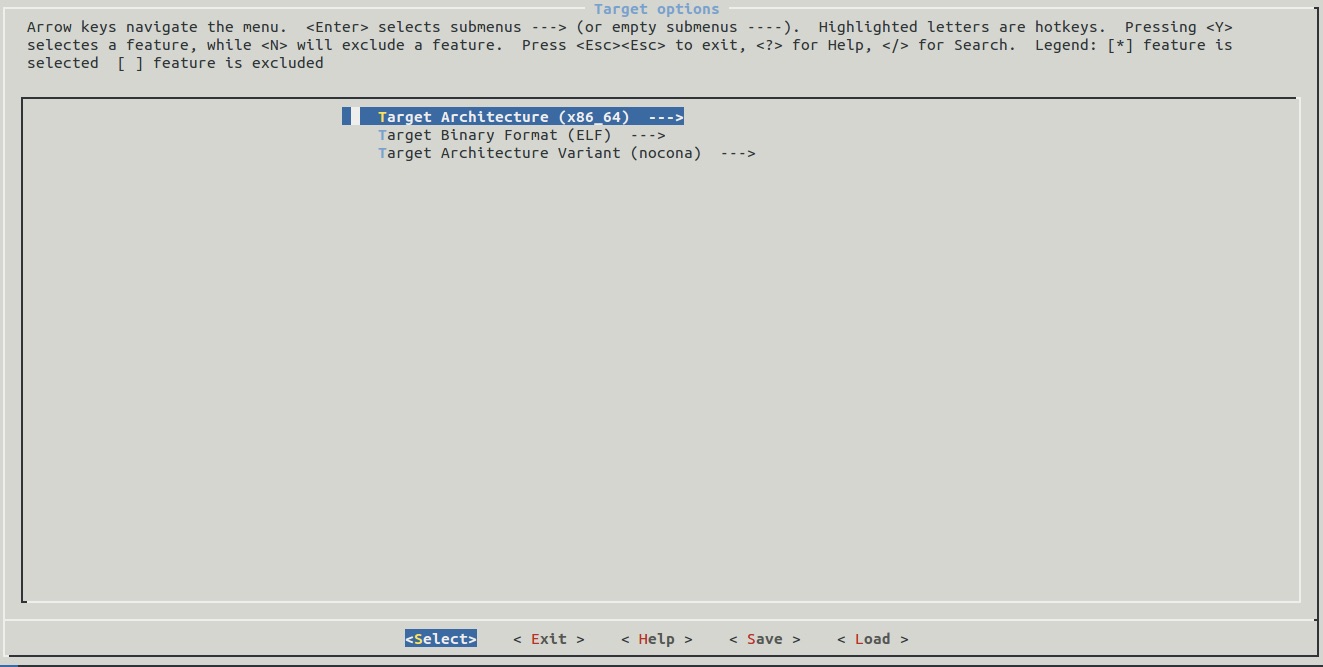 Target options
Arrow keys navigate the menu.  <Enter> selects submenus ---> (or empty submenus ----).  Highlighted letters are hotkeys.  Pressing <Y>
selectes a feature, while <N> will exclude a feature.  Press <Esc><Esc> to exit, <?> for Help, </> for Search.  Legend: [*] feature is
selected  [ ] feature is excluded
Target Architecture (x86_64)  --->
Target Binary Format (ELF)  --->
Target Architecture Variant (nocona)  --->
<Select>    < Exit >    < Help >    < Save >    < Load >